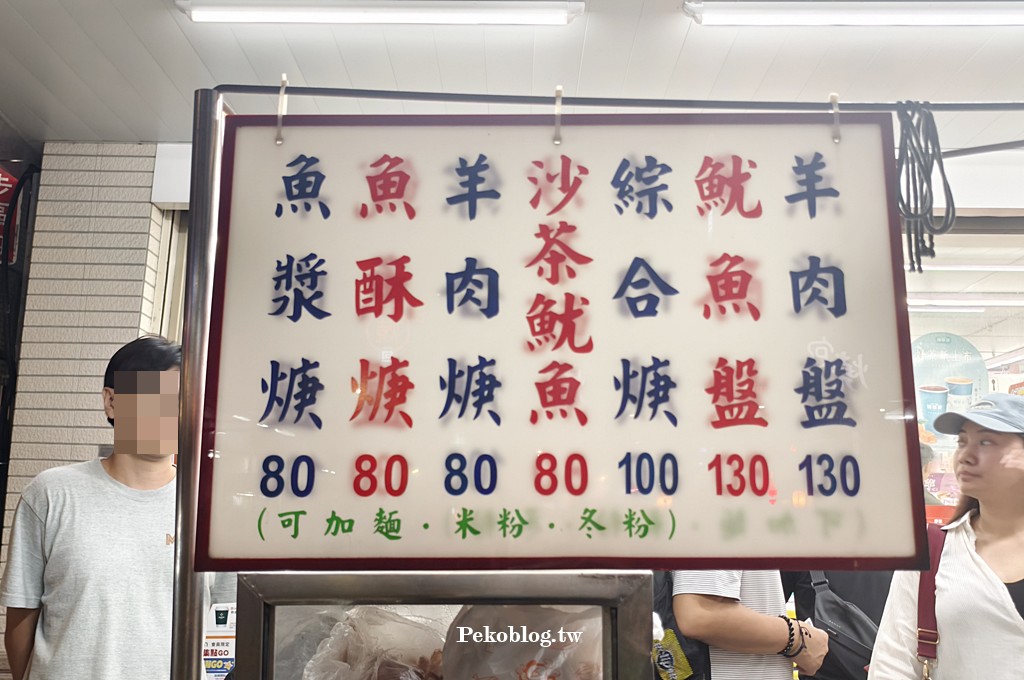 魚漿焿 80
魚酥焿 80
羊肉焿 80
沙茶魷魚 80
綜合焿 100
魷魚盤 130
羊肉盤 130
(可加麵·米粉·冬粉)
Pekoblog.tw